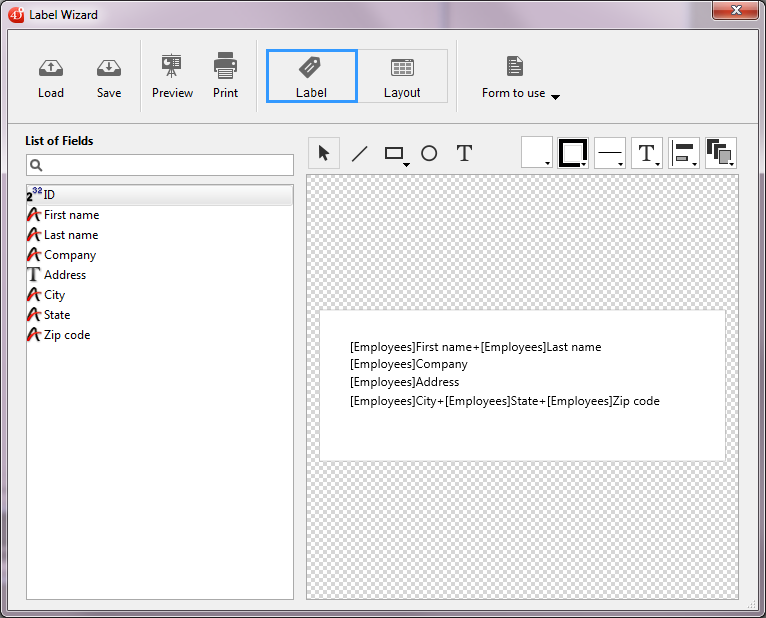 Label Wizard
Load Save Preview Print Label Layout Form to use
List of Fields
T T
2³² ID
First name
Last name
Company
T Address
City
State
Zip code
[Employees]First name+[Employees]Last name
[Employees]Company
[Employees]Address
[Employees]City+[Employees]State+[Employees]Zip code